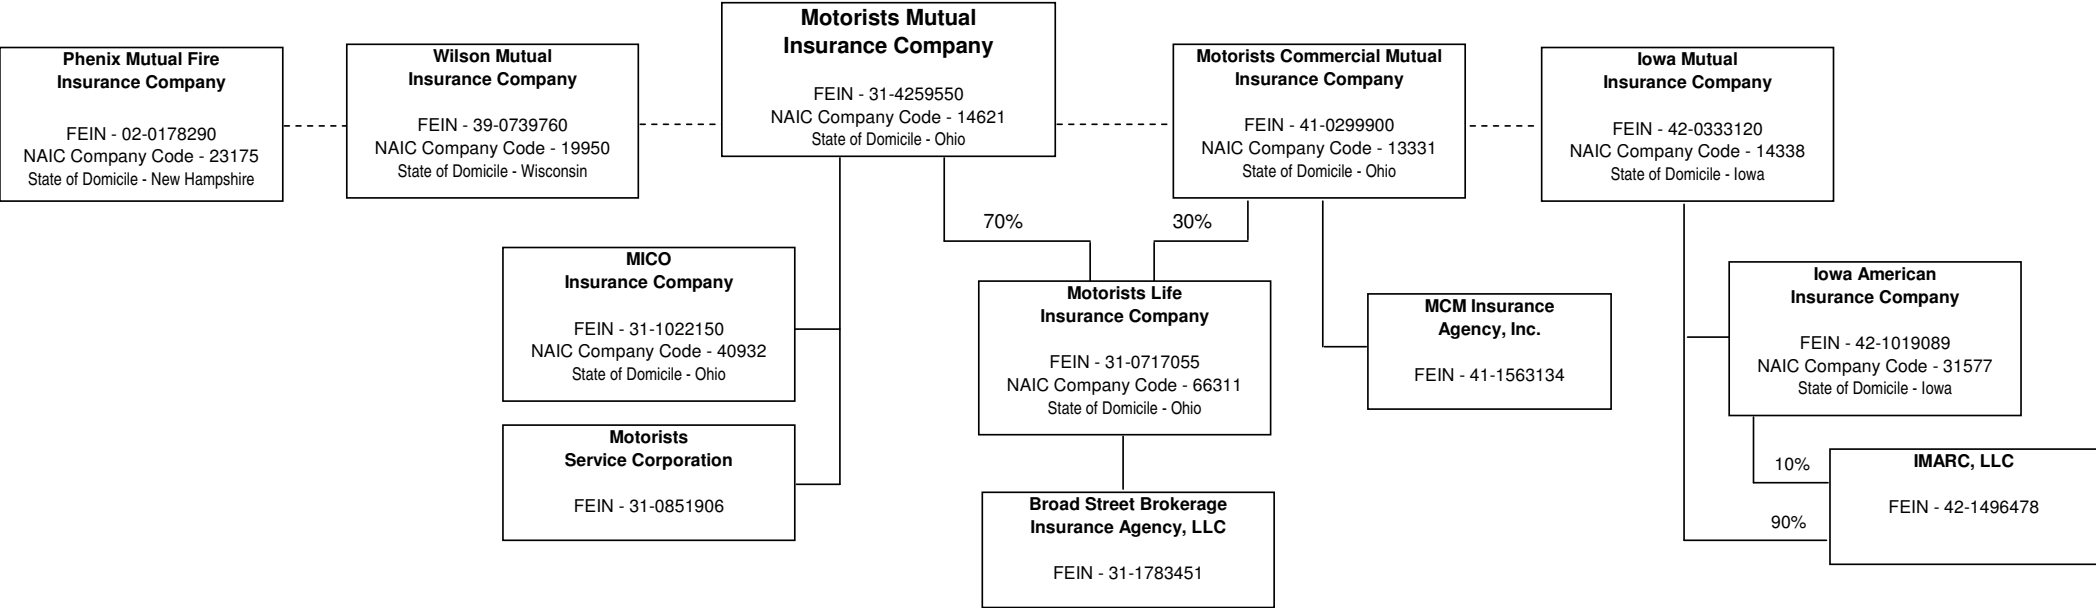 Motorists Mutual
Insurance Company
FEIN - 31-4259550
NAIC Company Code - 14621
State of Domicile - Ohio
Phenix Mutual Fire
Insurance Company
FEIN - 02-0178290
NAIC Company Code - 23175
State of Domicile - New Hampshire
Wilson Mutual
Insurance Company
FEIN - 39-0739760
NAIC Company Code - 19950
State of Domicile - Wisconsin
Motorists Commercial Mutual
Insurance Company
FEIN - 41-0299900
NAIC Company Code - 13331
State of Domicile - Ohio
Iowa Mutual
Insurance Company
FEIN - 42-0333120
NAIC Company Code - 14338
State of Domicile - Iowa
70%
30%
MICO
Insurance Company
FEIN - 31-1022150
NAIC Company Code - 40932
State of Domicile - Ohio
Motorists Life
Insurance Company
FEIN - 31-0717055
NAIC Company Code - 66311
State of Domicile - Ohio
MCM Insurance
Agency, Inc.
FEIN - 41-1563134
Iowa American
Insurance Company
FEIN - 42-1019089
NAIC Company Code - 31577
State of Domicile - Iowa
Motorists
Service Corporation
FEIN - 31-0851906
Broad Street Brokerage
Insurance Agency, LLC
FEIN - 31-1783451
10%
90%
IMARC, LLC
FEIN - 42-1496478